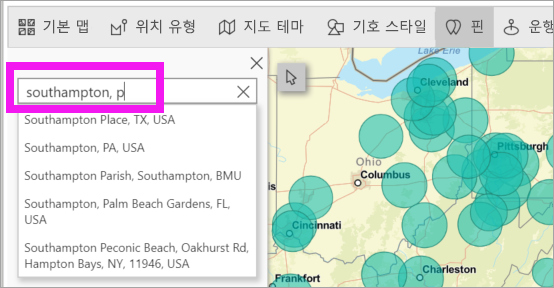 기본 맵 위치 유형 지도 테마 기호 스타일 핀 운행
southampton, p
Southampton Place, TX, USA
Southampton, PA, USA
Southampton Parish, Southampton, BMU
Southampton, Palm Beach Gardens, FL,
USA
Southampton Peconic Beach, Oakhurst Rd,
Hampton Bays, NY, 11946, USA
Lake Erie
Cleveland
Pittsburgh
Ohio
Columbus
is
Cincinnati
Frankfort
Charleston